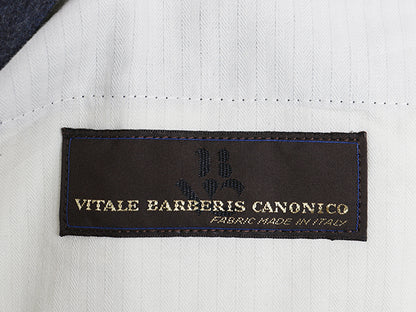 VITALE BARBERIS CANONICO
FABRIC MADE IN ITALY